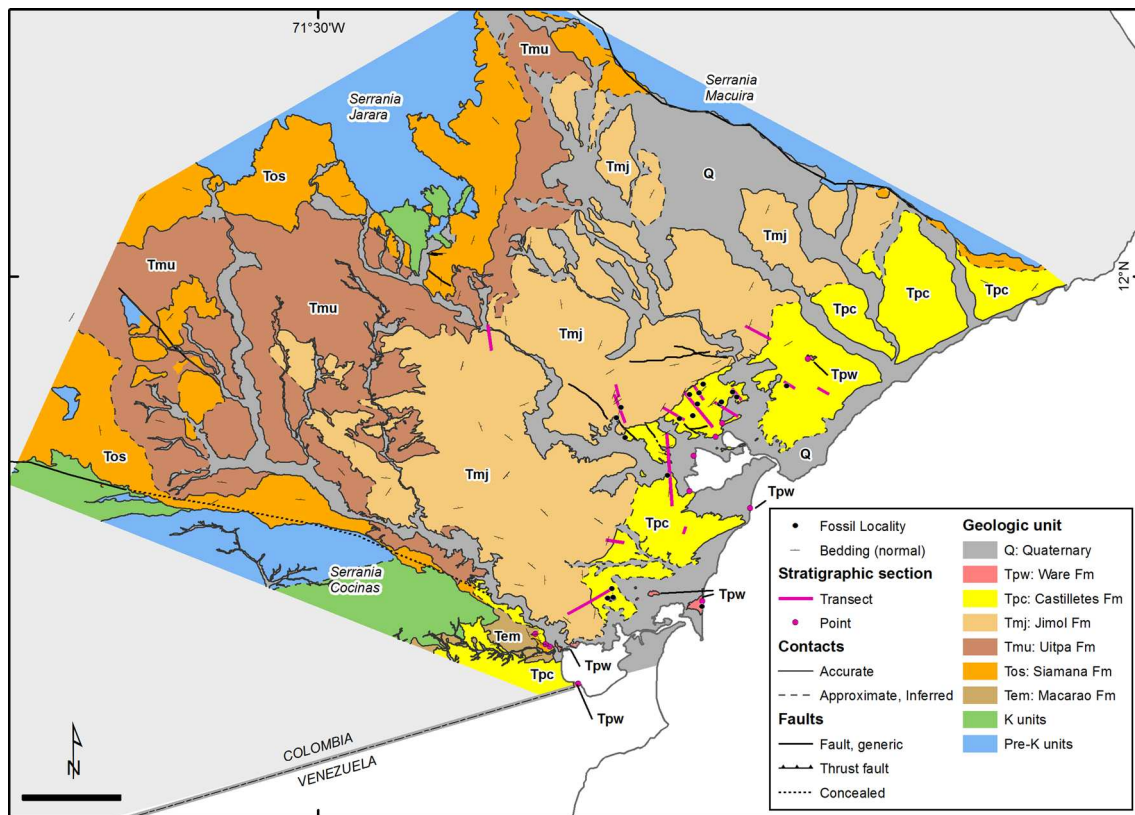 71°30'W
Tmu
Serrania
Macuira
Serrania
Jarara
Tmj
Tos
Q
Tmj
Tmu
12°N
Tpc
Tpc
Tpc
Tmu
Tmj
Tpw
Tos
Tmj
Q
Tpw
Tpc
Serrania
Cocinas
Tpw
Tem
Tpw
Tpc
Tpw
COLOMBIA
VENEZUELA
N
Fossil Locality
Bedding (normal)
Stratigraphic section
Transect
Point
Contacts
Accurate
Approximate, Inferred
Faults
Fault, generic
Thrust fault
Concealed
Geologic unit
Q: Quaternary
Tpw: Ware Fm
Tpc: Castilletes Fm
Tmj: Jimol Fm
Tmu: Uitpa Fm
Tos: Siamana Fm
Tem: Macarao Fm
K units
Pre-K units